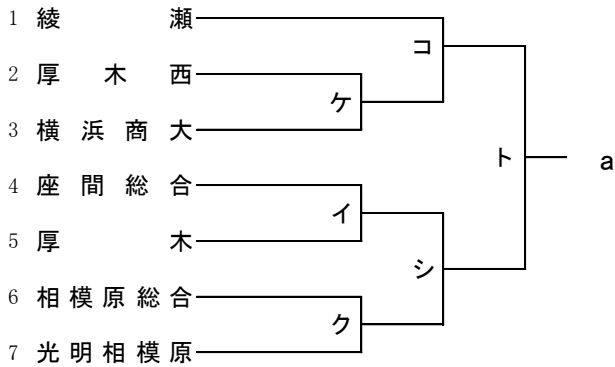 1 綾瀬
コ
2 厚木西
ケ
3 横浜商大
ト a
4 座間総合
イ
5 厚木
シ
6 相模原総合
ク
7 光明相模原